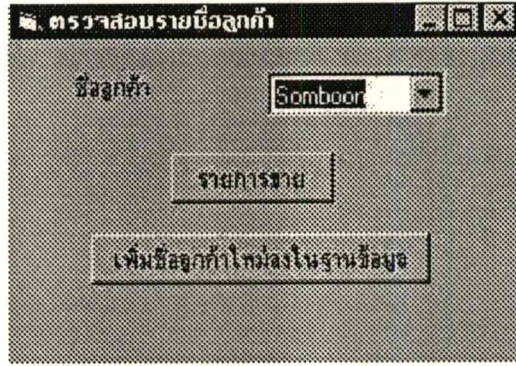 ตรวจสอบรายชื่อลูกค้า
ชื่อลูกค้า Somboon
รายการขาย
เพิ่มชื่อลูกค้าใหม่ลงในฐานข้อมูล